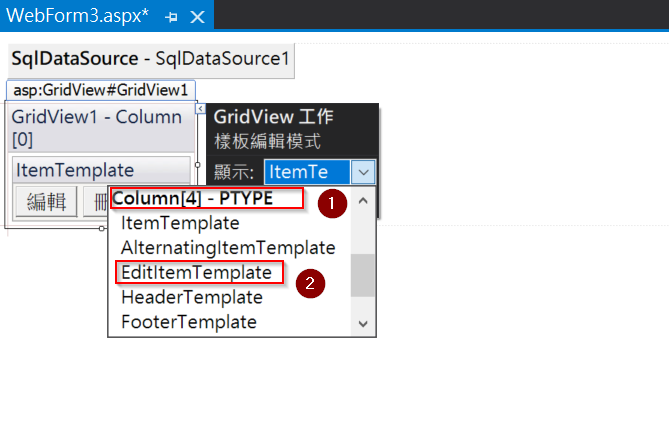 WebForm3.aspx*
SqlDataSource - SqlDataSource1
asp:GridView#GridView1
GridView1 - Column
[0]
ItemTemplate
編輯
GridView 工作
樣板編輯模式
顯示: ItemTe
Column[4] - PTYPE
1
ItemTemplate
AlternatingItemTemplate
EditItemTemplate
2
HeaderTemplate
FooterTemplate